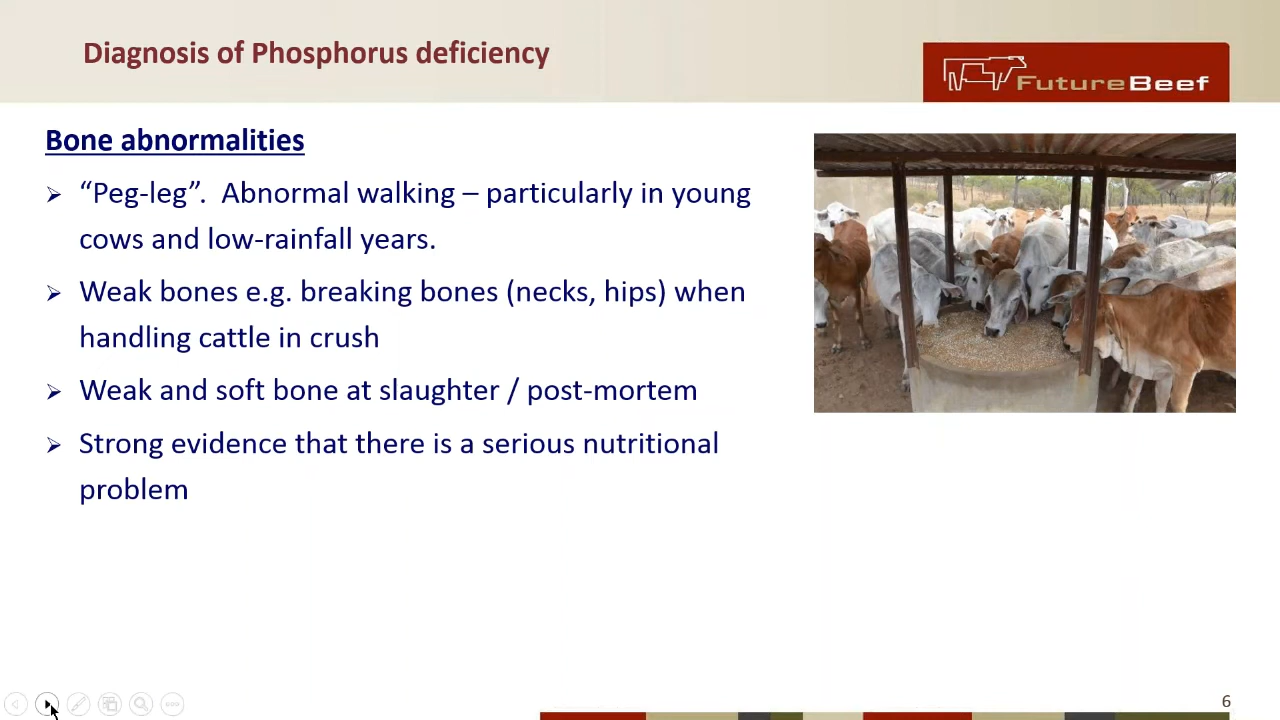 Diagnosis of Phosphorus deficiency
FutureBeef
Bone abnormalities
➢ “Peg-leg”.  Abnormal walking – particularly in young
cows and low-rainfall years.
➢ Weak bones e.g. breaking bones (necks, hips) when
handling cattle in crush
➢ Weak and soft bone at slaughter / post-mortem
➢ Strong evidence that there is a serious nutritional
problem
6